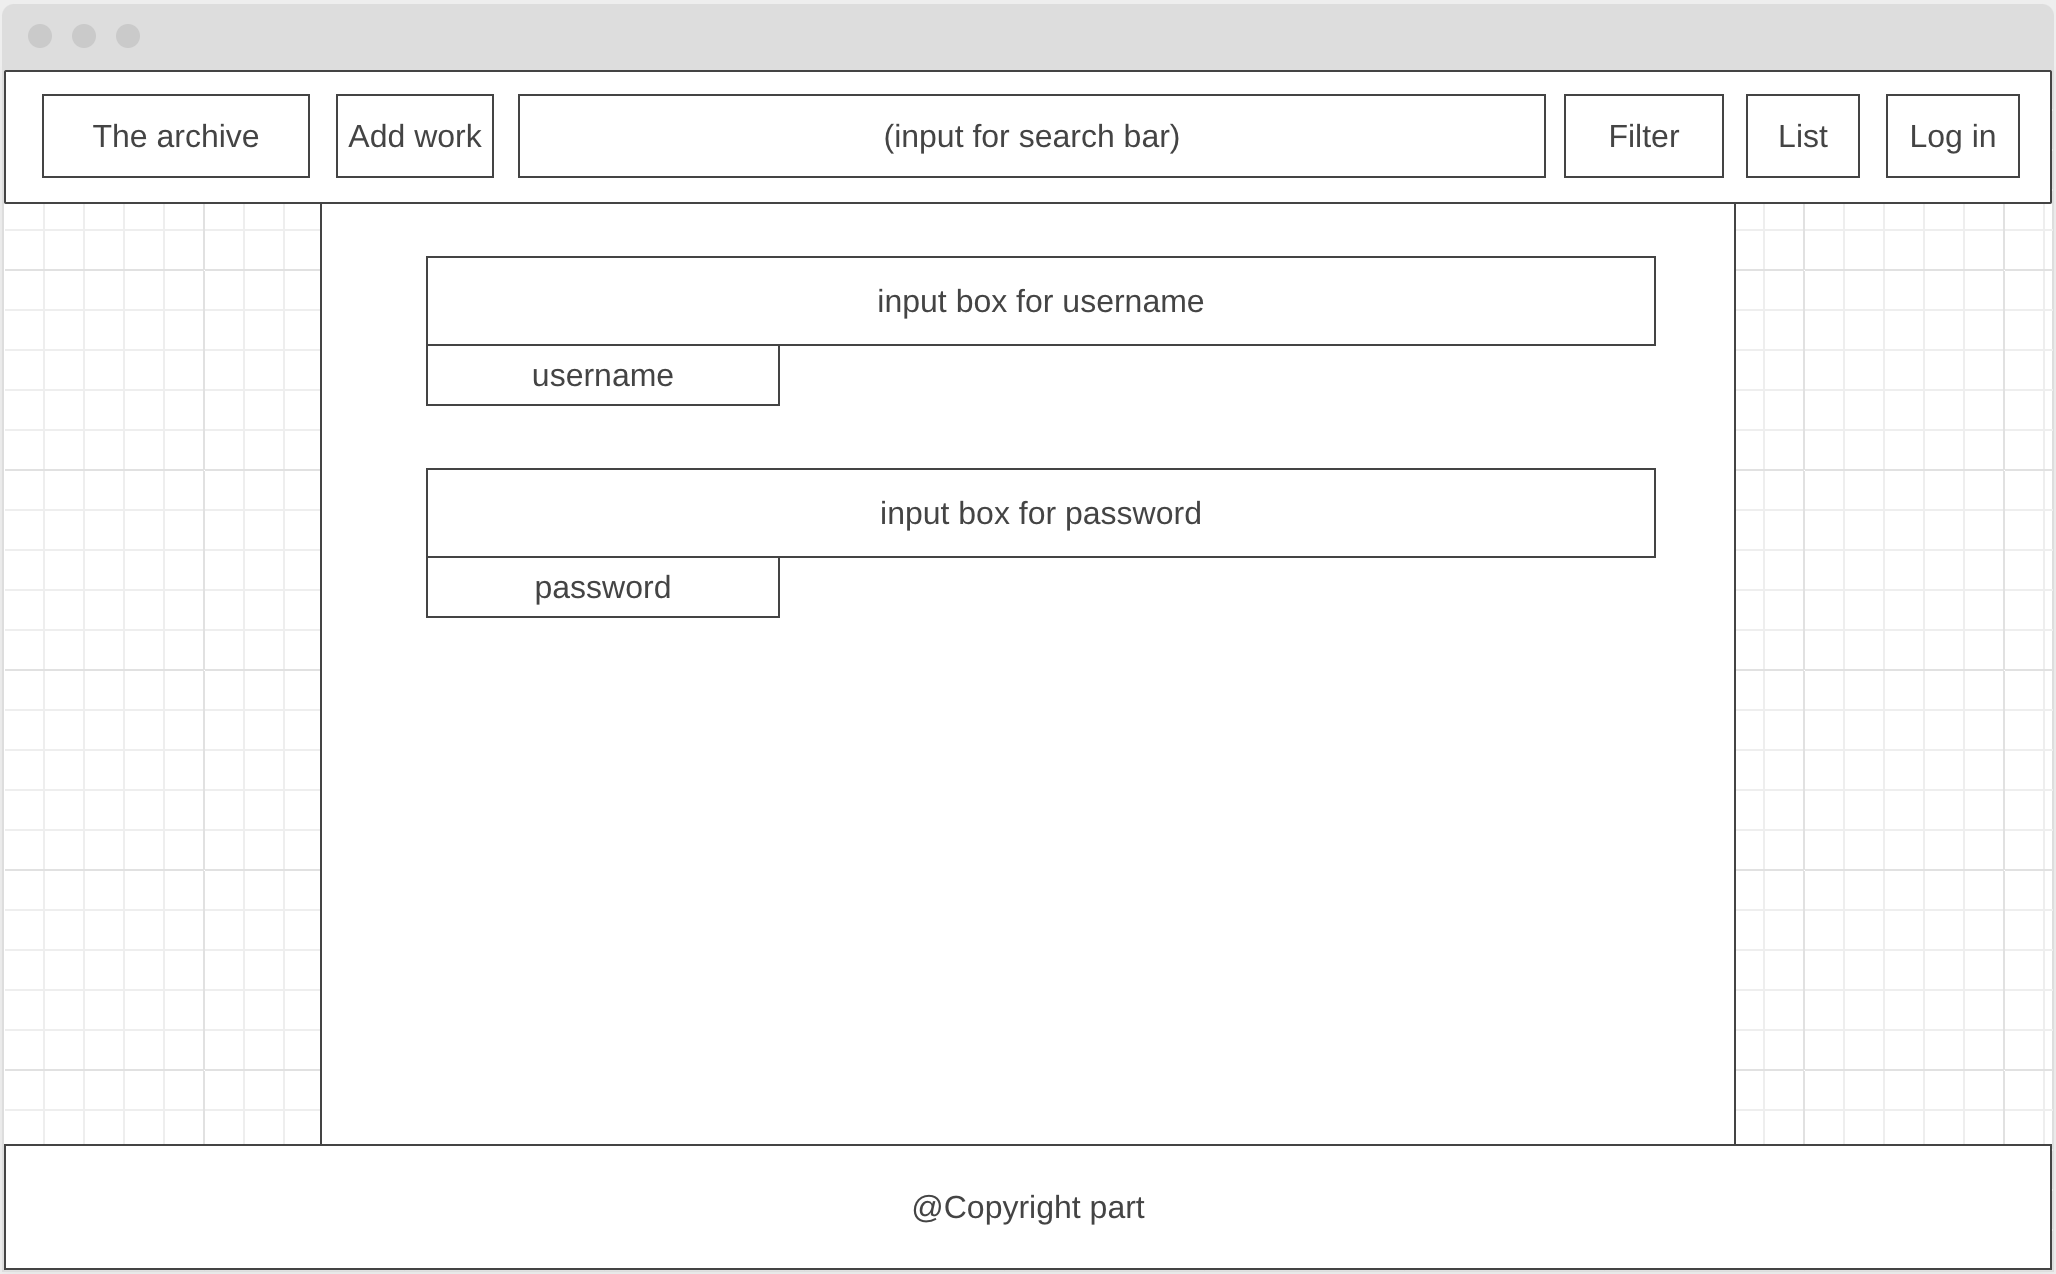 The archive
Add work
(input for search bar)
Filter
List
Log in
input box for username
username
input box for password
password
@Copyright part